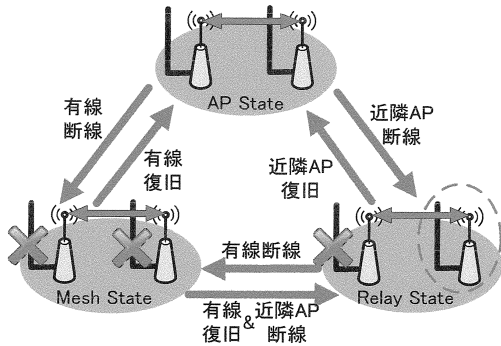 AP State
有線
断線
有線
復旧
近隣AP
断線
近隣AP
復旧
Mesh State
有線断線
Relay State
有線 & 近隣AP
復旧 断線